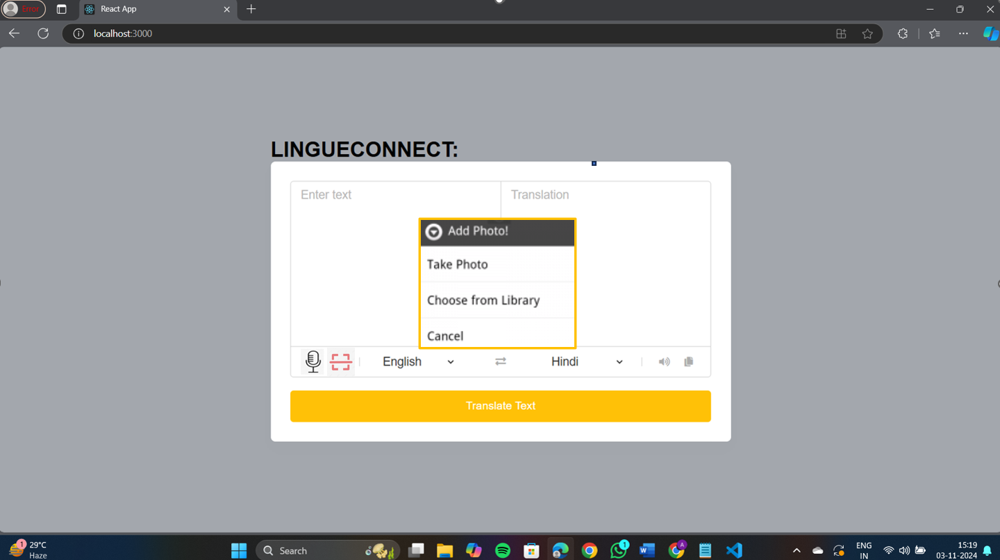 Error
React App
localhost:3000
LINGUECONNECT:
Enter text
Translation
Add Photo!
Take Photo
Choose from Library
Cancel
English
Hindi
Translate Text
1
29°C
Haze
Search
1
A
ENG
IN
15:19
03-11-2024